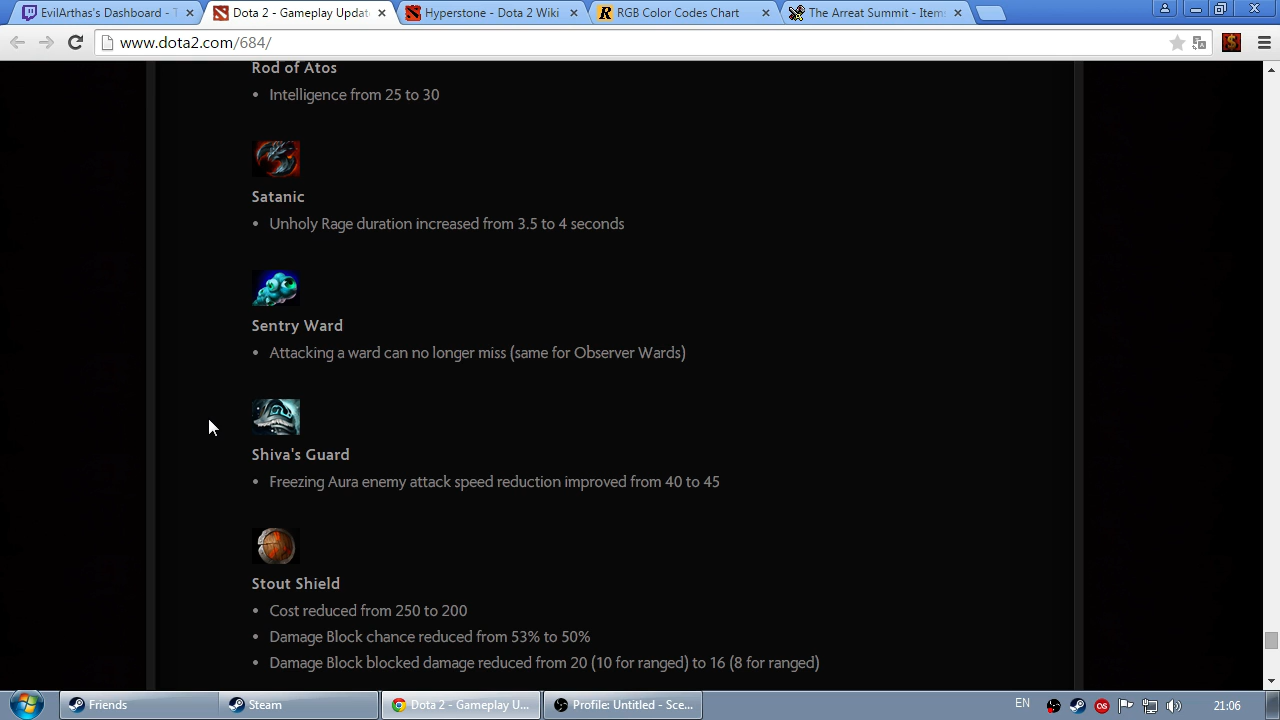 EvilArthas's Dashboard - T
Dota 2 - Gameplay Updat
Hyperstone - Dota 2 Wiki
RGB Color Codes Chart
The Arreat Summit - Items
www.dota2.com/684/
Rod of Atos
• Intelligence from 25 to 30
Satanic
• Unholy Rage duration increased from 3.5 to 4 seconds
Sentry Ward
• Attacking a ward can no longer miss (same for Observer Wards)
Shiva's Guard
• Freezing Aura enemy attack speed reduction improved from 40 to 45
Stout Shield
• Cost reduced from 250 to 200
• Damage Block chance reduced from 53% to 50%
• Damage Block blocked damage reduced from 20 (10 for ranged) to 16 (8 for ranged)
Friends
Steam
Dota 2 - Gameplay U...
Profile: Untitled - Sce...
EN
21:06